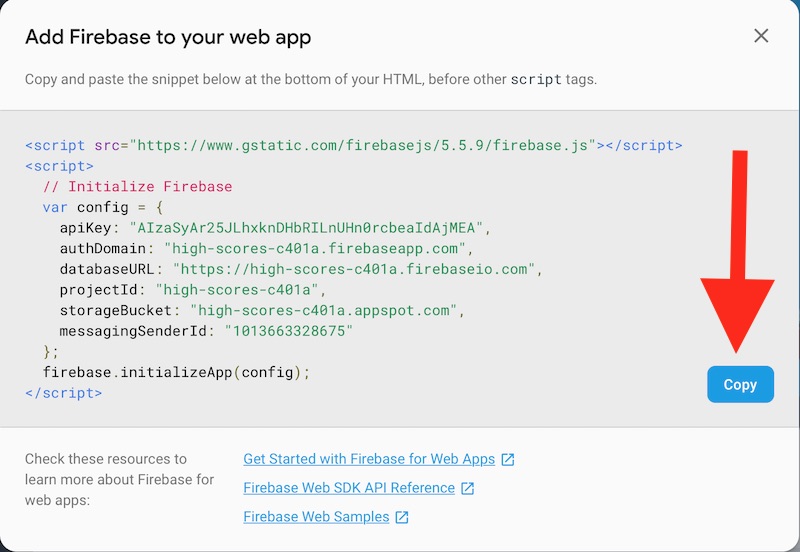 Add Firebase to your web app
Copy and paste the snippet below at the bottom of your HTML, before other script tags.
<script src="https://www.gstatic.com/firebasejs/5.5.9/firebase.js"></script>
<script>
// Initialize Firebase
var config = {
apiKey: "AIzaSyAr25JLhxknDHbRILnUHn0rcbeaIdAjMEA",
authDomain: "high-scores-c401a.firebaseapp.com",
databaseURL: "https://high-scores-c401a.firebaseio.com",
projectId: "high-scores-c401a",
storageBucket: "high-scores-c401a.appspot.com",
messagingSenderId: "1013663328675"
};
firebase.initializeApp(config);
</script>
Copy
Check these resources to
learn more about Firebase for
web apps:
Get Started with Firebase for Web Apps
Firebase Web SDK API Reference
Firebase Web Samples